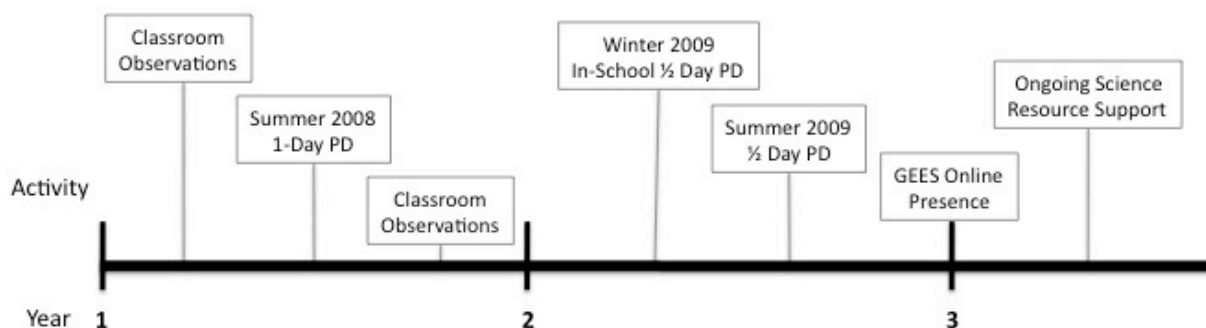 Classroom
Observations
Summer 2008
1-Day PD
Classroom
Observations
Winter 2009
In-School ½ Day PD
Summer 2009
½ Day PD
GEES Online
Presence
Ongoing Science
Resource Support
Activity
Year 1 2 3